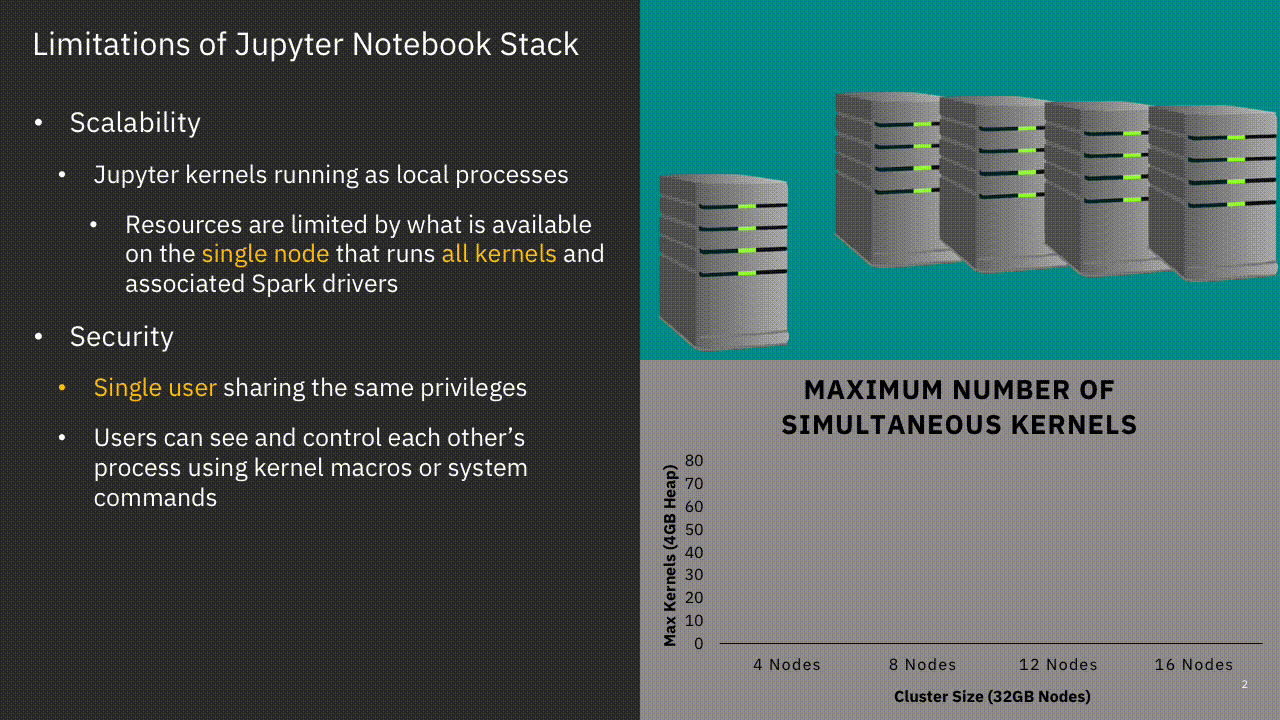 Limitations of Jupyter Notebook Stack
• Scalability
• Jupyter kernels running as local processes
• Resources are limited by what is available
on the single node that runs all kernels and
associated Spark drivers
• Security
• Single user sharing the same privileges
• Users can see and control each other’s
process using kernel macros or system
commands
MAXIMUM NUMBER OF
SIMULTANEOUS KERNELS
Max Kernels (4GB Heap)
80
70
60
50
40
30
20
10
0
4 Nodes 8 Nodes 12 Nodes 16 Nodes
Cluster Size (32GB Nodes)
2